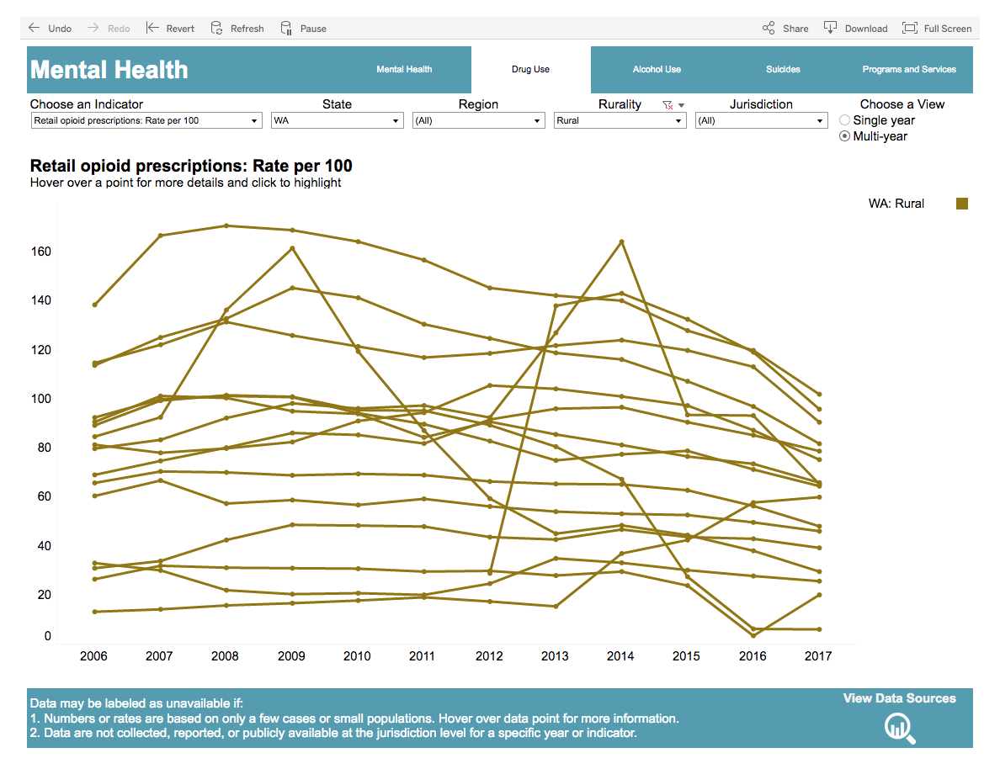 Undo Redo Revert Refresh Pause Share Download Full Screen
Mental Health Mental Health Drug Use Alcohol Use Suicides Programs and Services
Choose an Indicator State Region Rurality Jurisdiction Choose a View
Retail opioid prescriptions: Rate per 100 WA (All) Rural (All) Single year
Multi-year
Retail opioid prescriptions: Rate per 100
Hover over a point for more details and click to highlight
WA: Rural
160
140
120
100
80
60
40
20
0
2006 2007 2008 2009 2010 2011 2012 2013 2014 2015 2016 2017
Data may be labeled as unavailable if:
1. Numbers or rates are based on only a few cases or small populations. Hover over data point for more information.
2. Data are not collected, reported, or publicly available at the jurisdiction level for a specific year or indicator.
View Data Sources